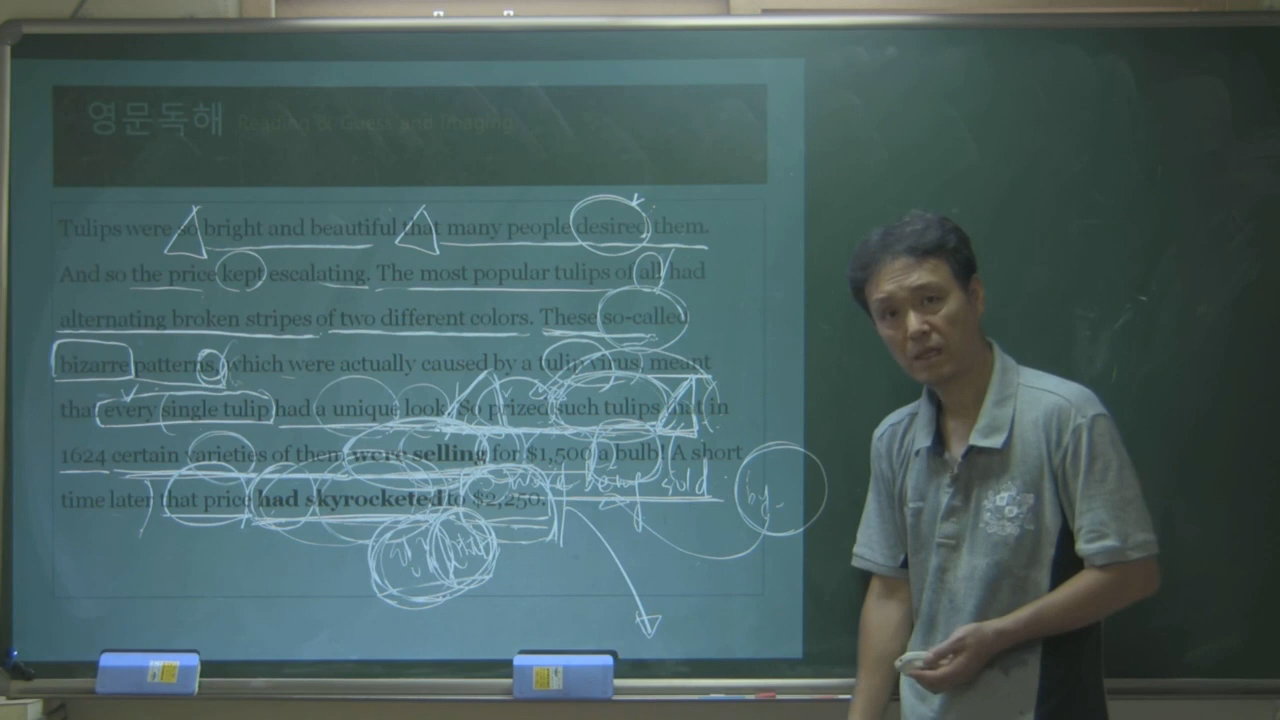 영문독해 Reading & Guess and Imaging
Tulips were so bright and beautiful that many people desired them.
And so the price kept escalating. The most popular tulips of all had
alternating broken stripes of two different colors. These so-called
bizarre patterns, which were actually caused by a tulip virus, meant
that every single tulip had a unique look. So prized such tulips that in
1624 certain varieties of them were selling for $1,500 a bulb! A short
were being sold by.
time later that price had skyrocketed to $2,250.